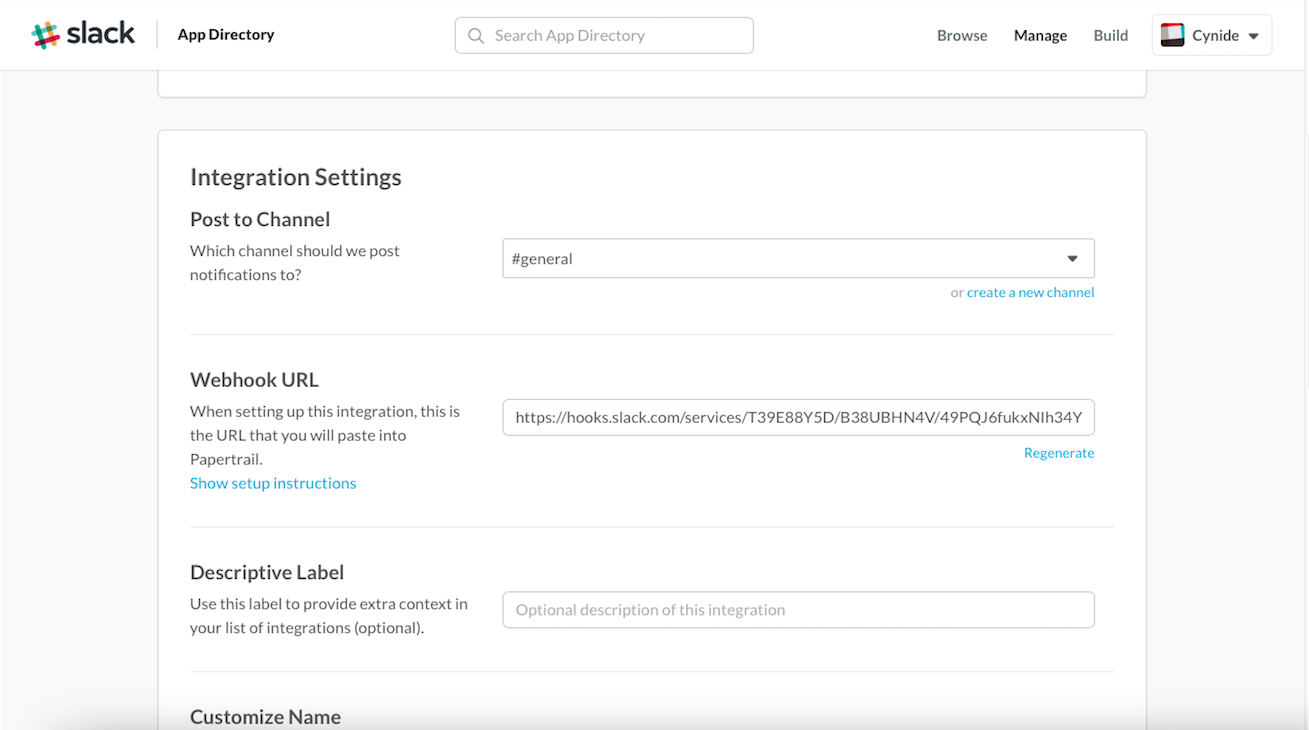 slack
App Directory
Search App Directory
Browse
Manage
Build
Cynide
Integration Settings
Post to Channel
Which channel should we post
notifications to?
#general
or create a new channel
Webhook URL
When setting up this integration, this is
the URL that you will paste into
Papertrail.
Show setup instructions
https://hooks.slack.com/services/T39E88Y5D/B38UBHN4V/49PQJ6fukxNIh34Y
Regenerate
Descriptive Label
Use this label to provide extra context in
your list of integrations (optional).
Optional description of this integration
Customize Name